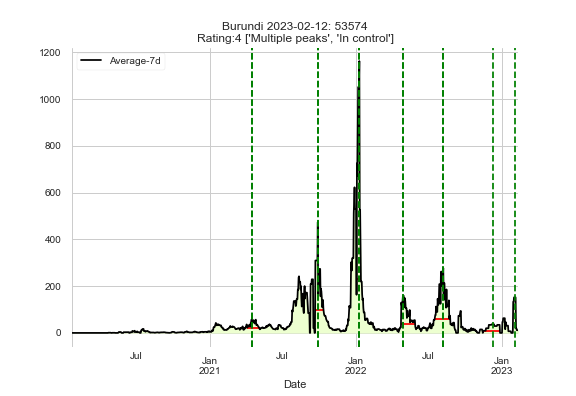 Burundi 2023-02-12: 53574
Rating:4 ['Multiple peaks', 'In control']
Average-7d
1200
1000
800
600
400
200
0
Jul
Jan
2021
Jul
Jan
2022
Jul
Jan
2023
Date